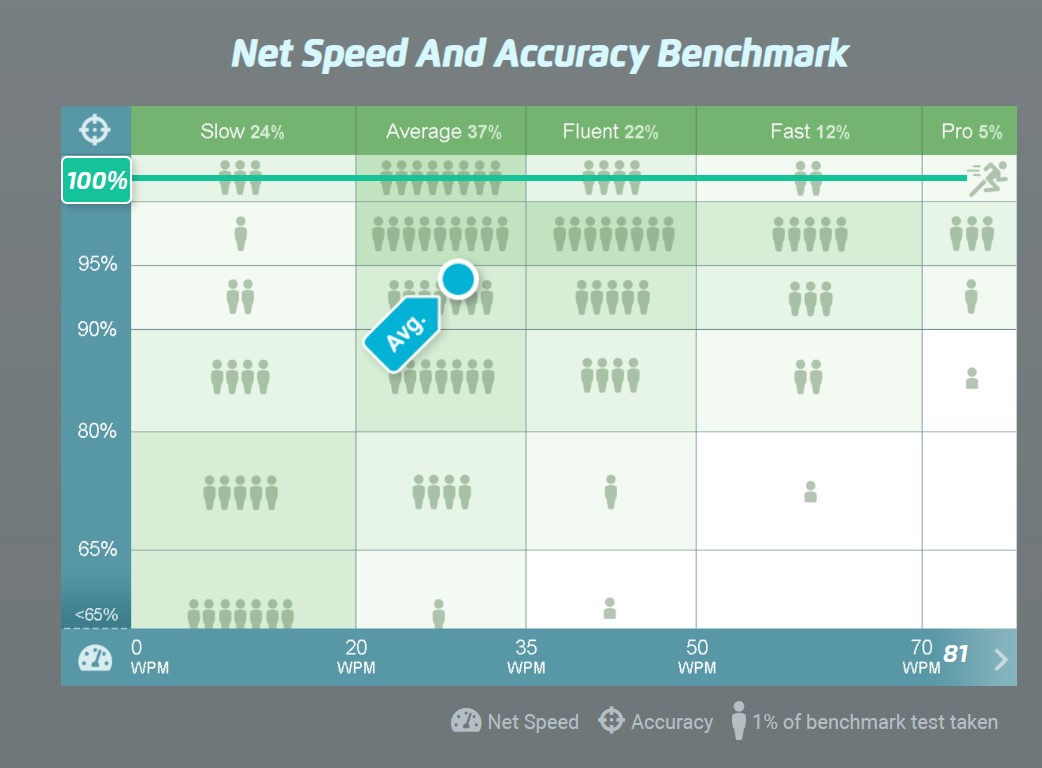 Net Speed And Accuracy Benchmark
Slow 24% Average 37% Fluent 22% Fast 12% Pro 5%
100%
95%
90%
Avg.
80%
65%
<65%
0 20 35 50 70 81
WPM WPM WPM WPM WPM
Net Speed Accuracy 1% of benchmark test taken